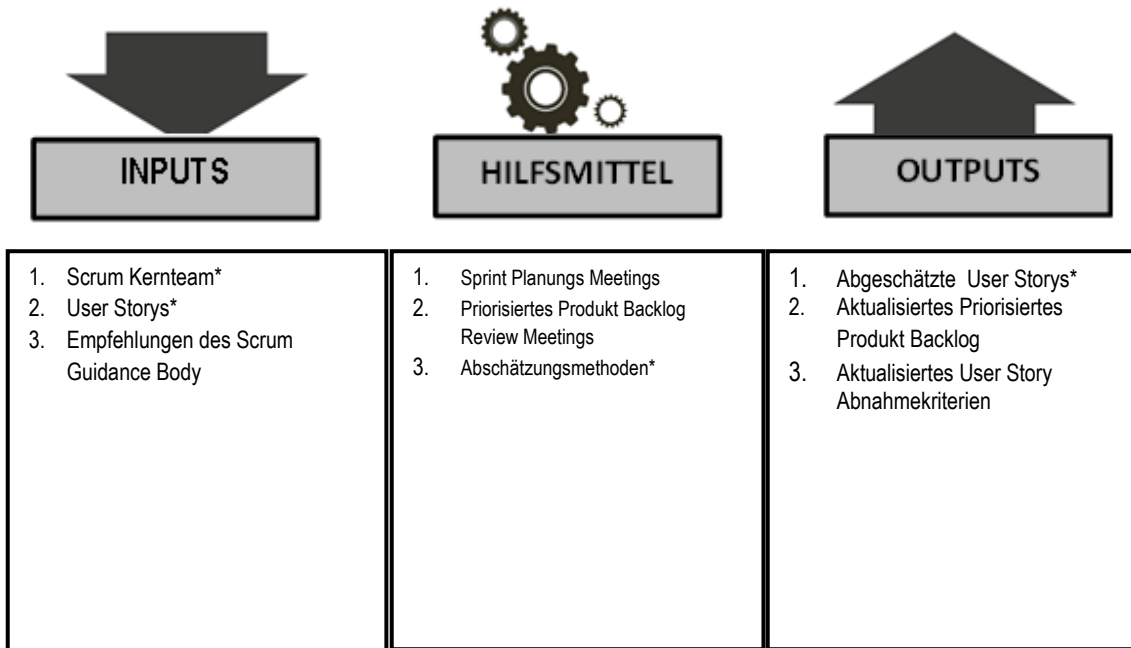 INPUTS
HILFSMITTEL
OUTPUTS
1. Scrum Kernteam*
2. User Storys*
3. Empfehlungen des Scrum
Guidance Body
1. Sprint Planungs Meetings
2. Priorisiertes Produkt Backlog
Review Meetings
3. Abschätzungsmethoden*
1. Abgeschätzte User Storys*
2. Aktualisiertes Priorisiertes
Produkt Backlog
3. Aktualisiertes User Story
Abnahmekriterien